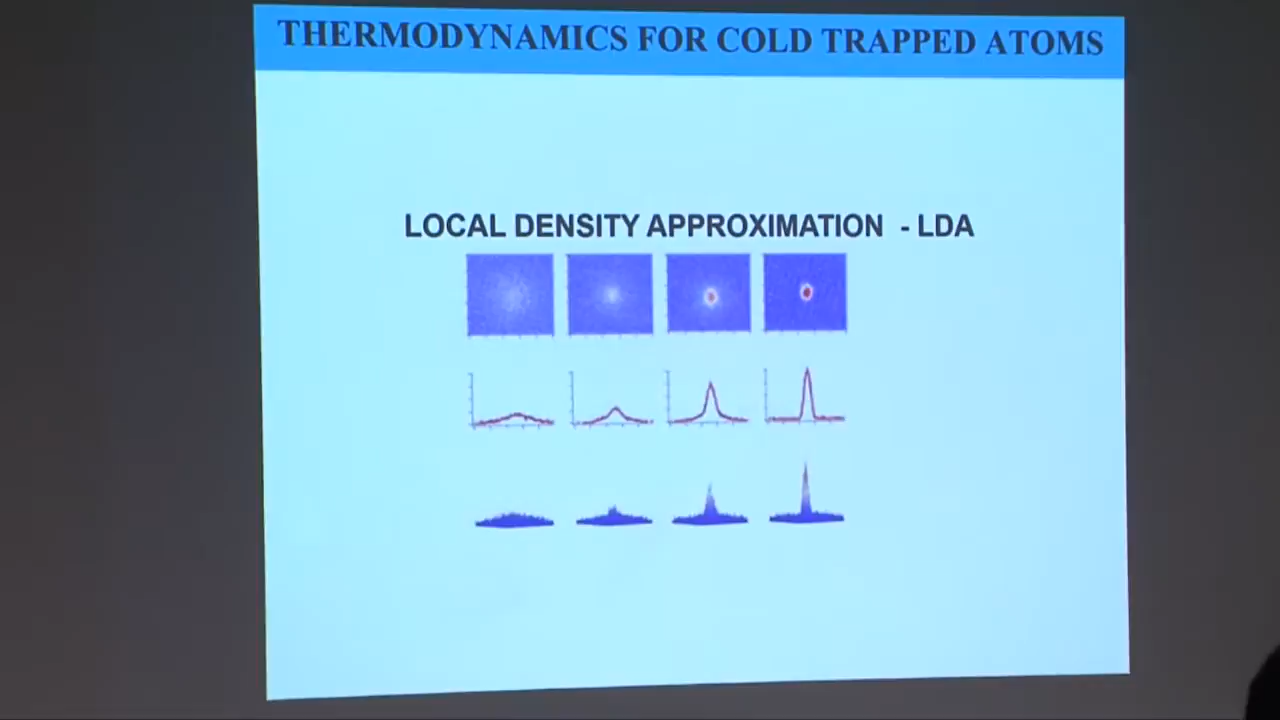 THERMODYNAMICS FOR COLD TRAPPED ATOMS
LOCAL DENSITY APPROXIMATION - LDA